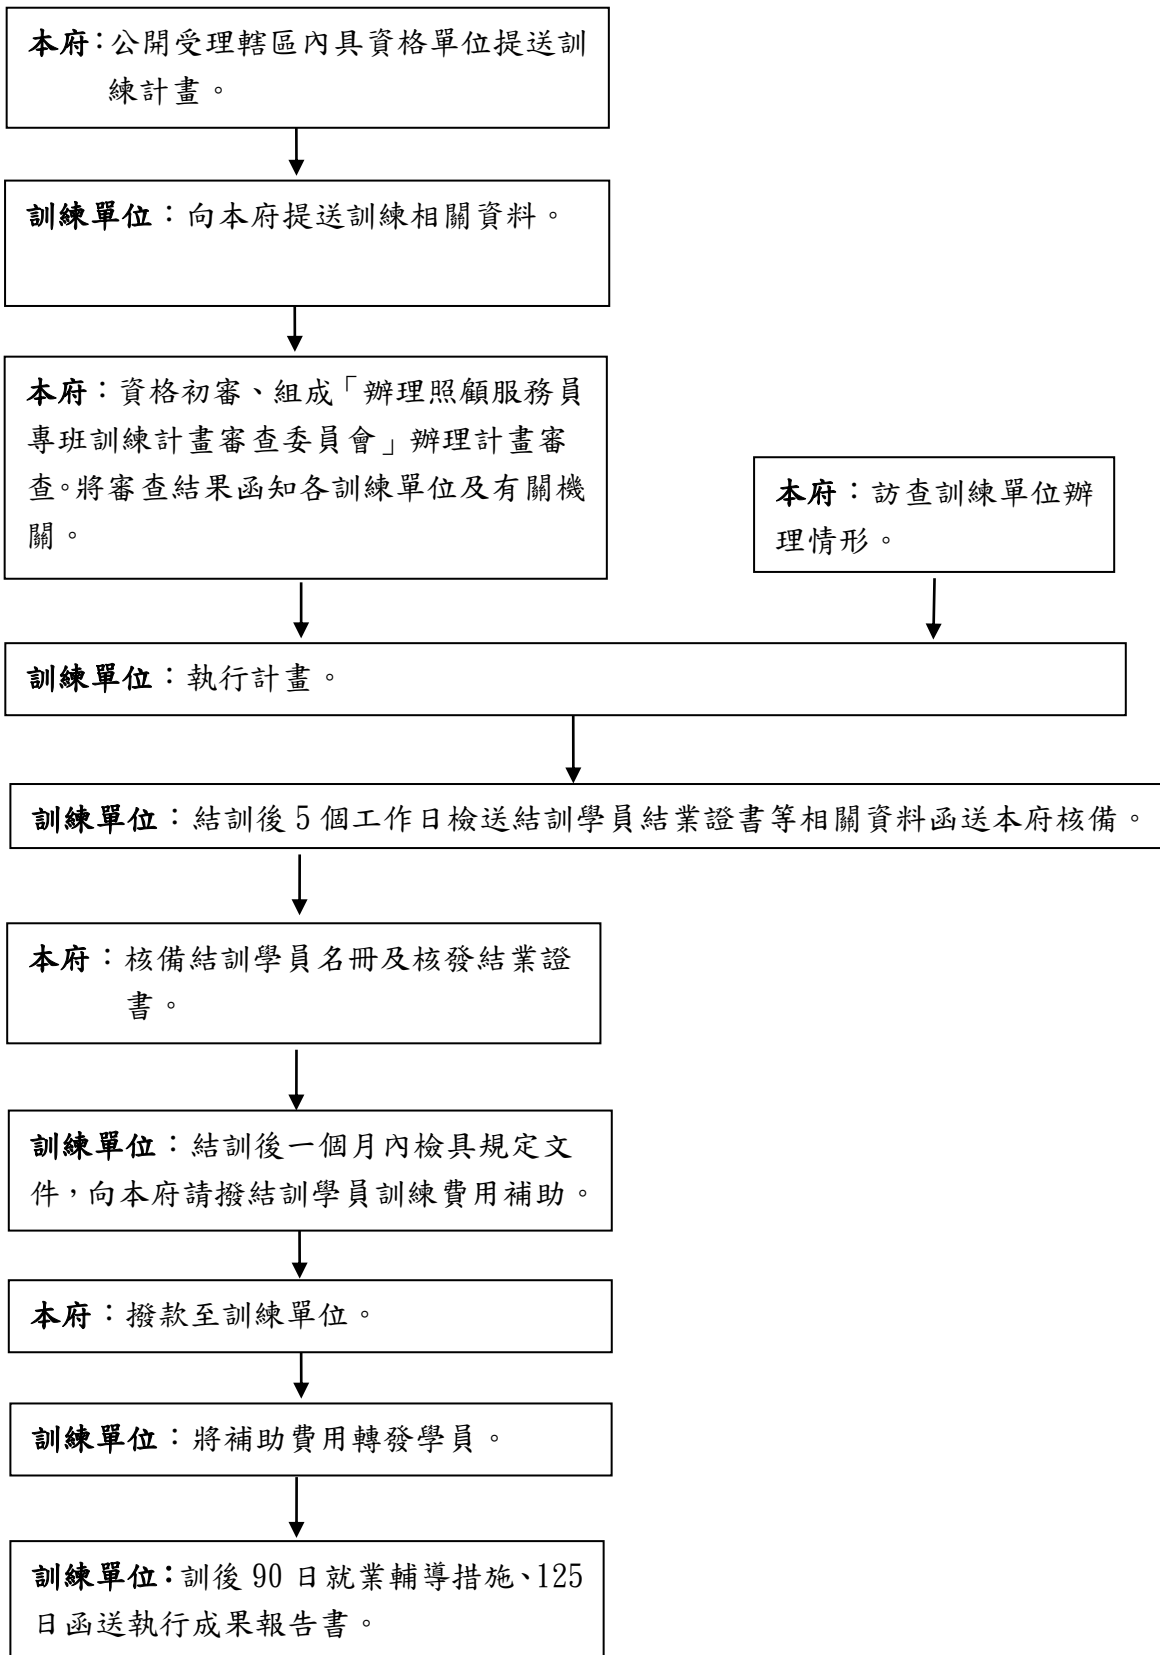 本府：公開受理轄區內具資格單位提送訓
練計畫。
訓練單位：向本府提送訓練相關資料。
本府：資格初審、組成「辦理照顧服務員
專班訓練計畫審查委員會」辦理計畫審
查。將審查結果函知各訓練單位及有關機
關。
本府：訪查訓練單位辦
理情形。
訓練單位：執行計畫。
訓練單位：結訓後 5 個工作日檢送結訓學員結業證書等相關資料函送本府核備。
本府：核備結訓學員名冊及核發結業證
書。
訓練單位：結訓後一個月內檢具規定文
件，向本府請撥結訓學員訓練費用補助。
本府：撥款至訓練單位。
訓練單位：將補助費用轉發學員。
訓練單位：訓後 90 日就業輔導措施、125
日函送執行成果報告書。